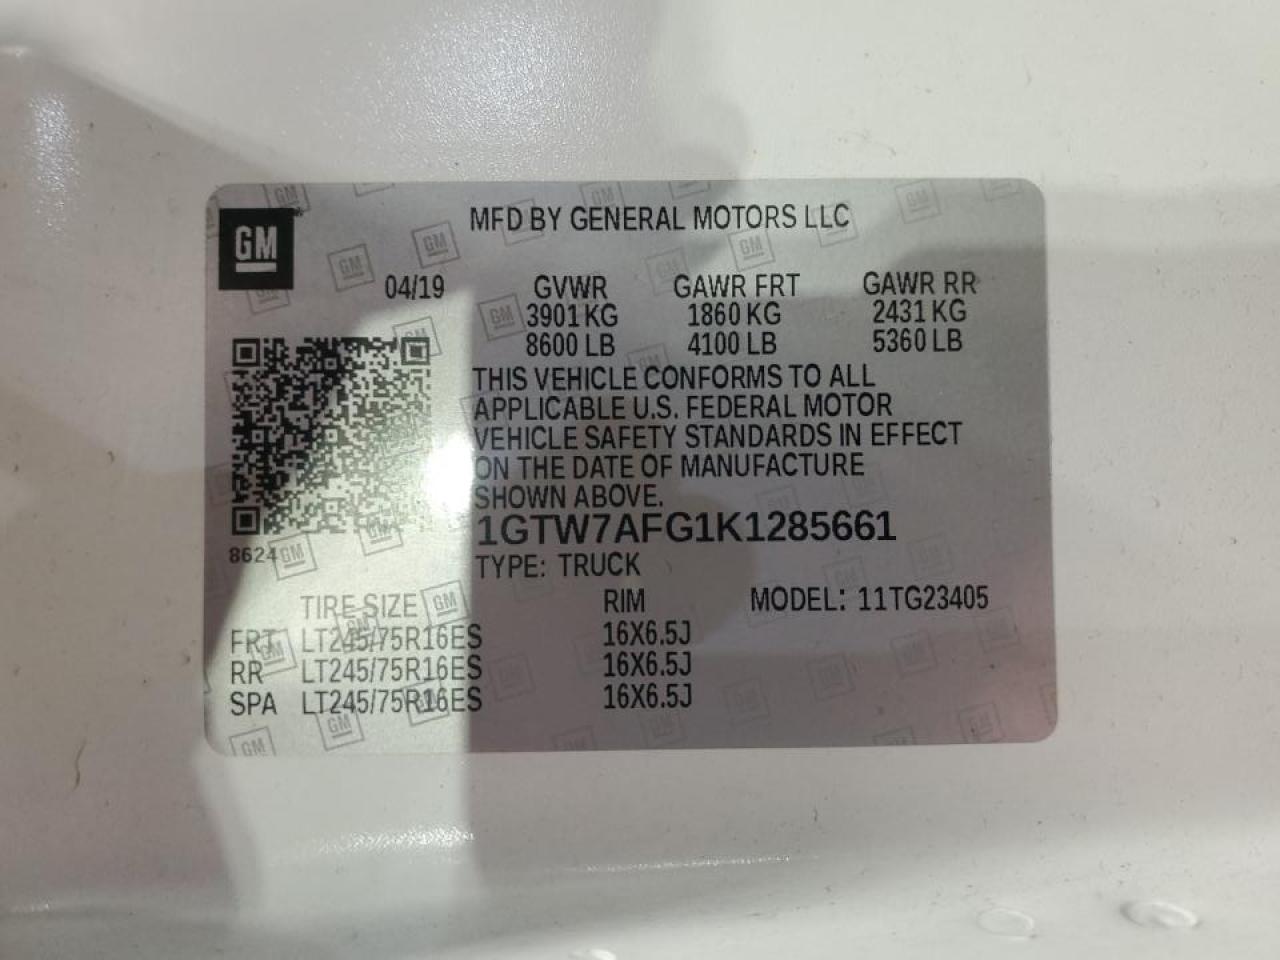 GM
MFD BY GENERAL MOTORS LLC
04/19 GVWR GAWR FRT GAWR RR
3901 KG 1860 KG 2431 KG
8600 LB 4100 LB 5360 LB
THIS VEHICLE CONFORMS TO ALL
APPLICABLE U.S. FEDERAL MOTOR
VEHICLE SAFETY STANDARDS IN EFFECT
ON THE DATE OF MANUFACTURE
SHOWN ABOVE.
1GTW7AFG1K1285661
8624
TYPE: TRUCK
TIRE SIZE RIM MODEL: 11TG23405
FRT LT245/75R16ES 16X6.5J
RR LT245/75R16ES 16X6.5J
SPA LT245/75R16ES 16X6.5J